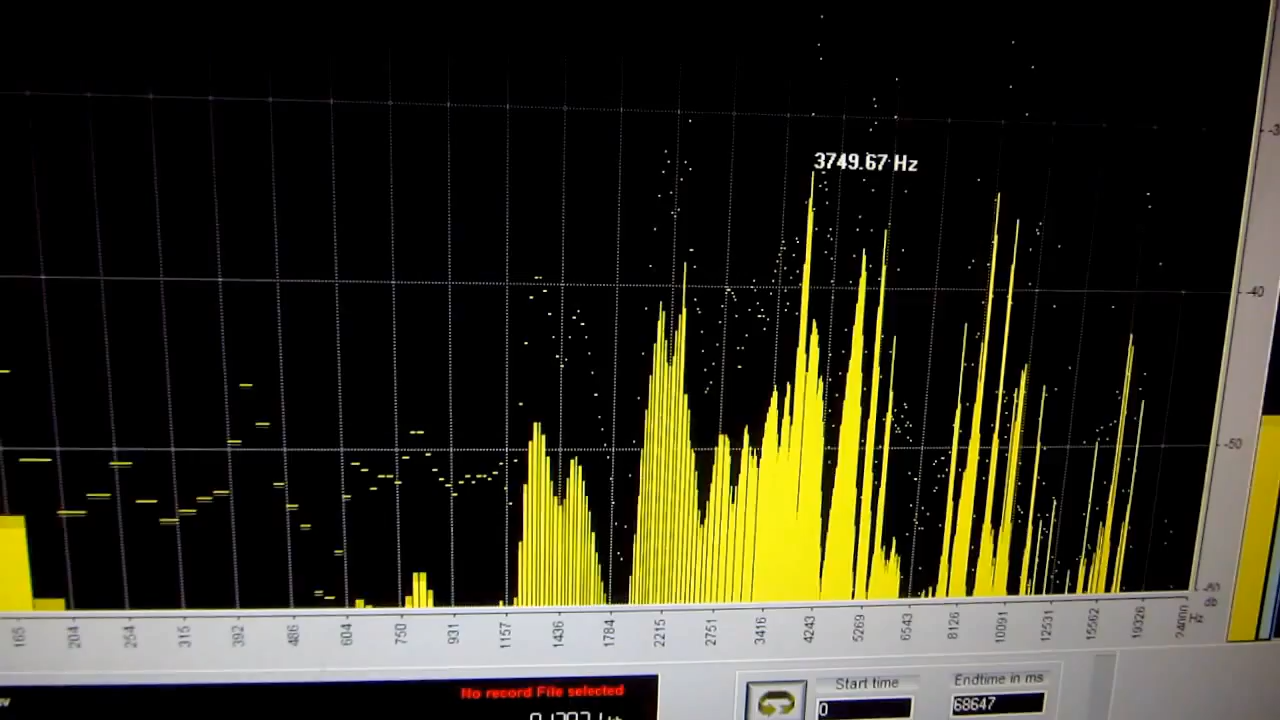 3749.67 Hz
-40
-50
165 204 254 315 392 486 604 750 931 1157 1436 1784 2215 2751 3416 4243 5269 6543 8126 10091 12531 15562 19326 24000
Hz
dB
No record File selected
Start time
Endtime in ms
0
68647